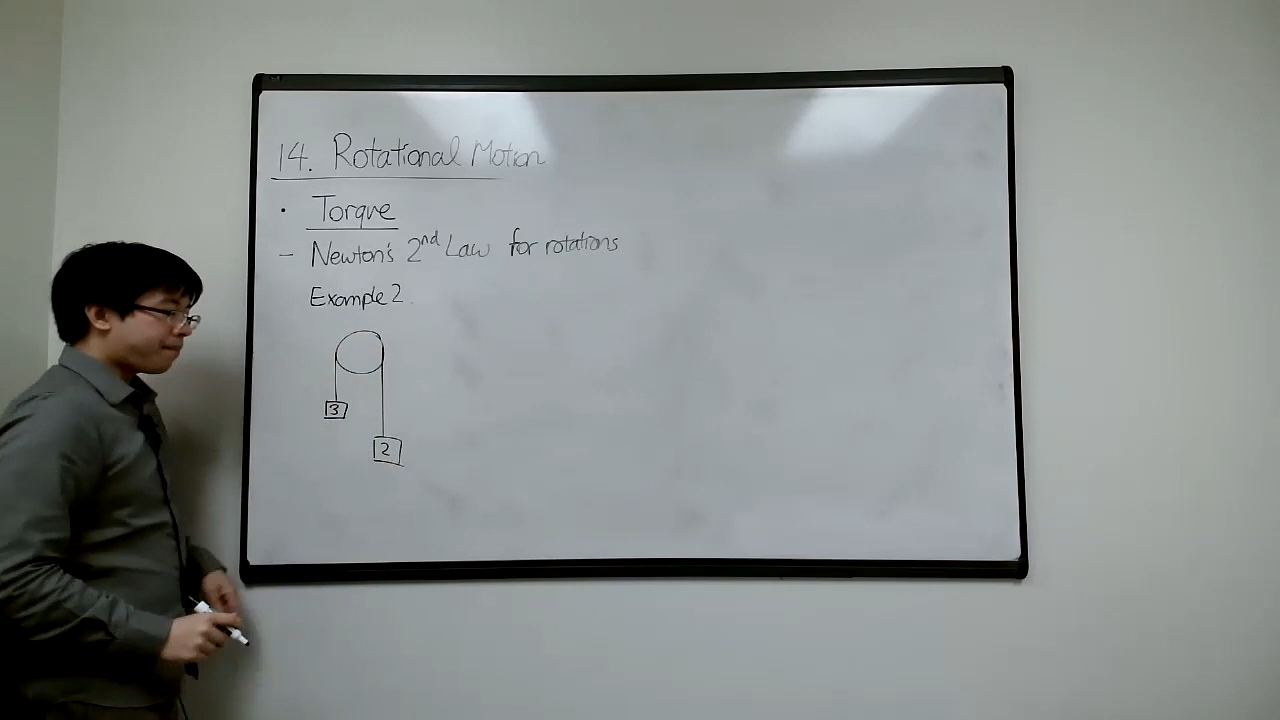 14. Rotational Motion
• Torque
- Newton's 2nd Law for rotations
Example 2.
3
2